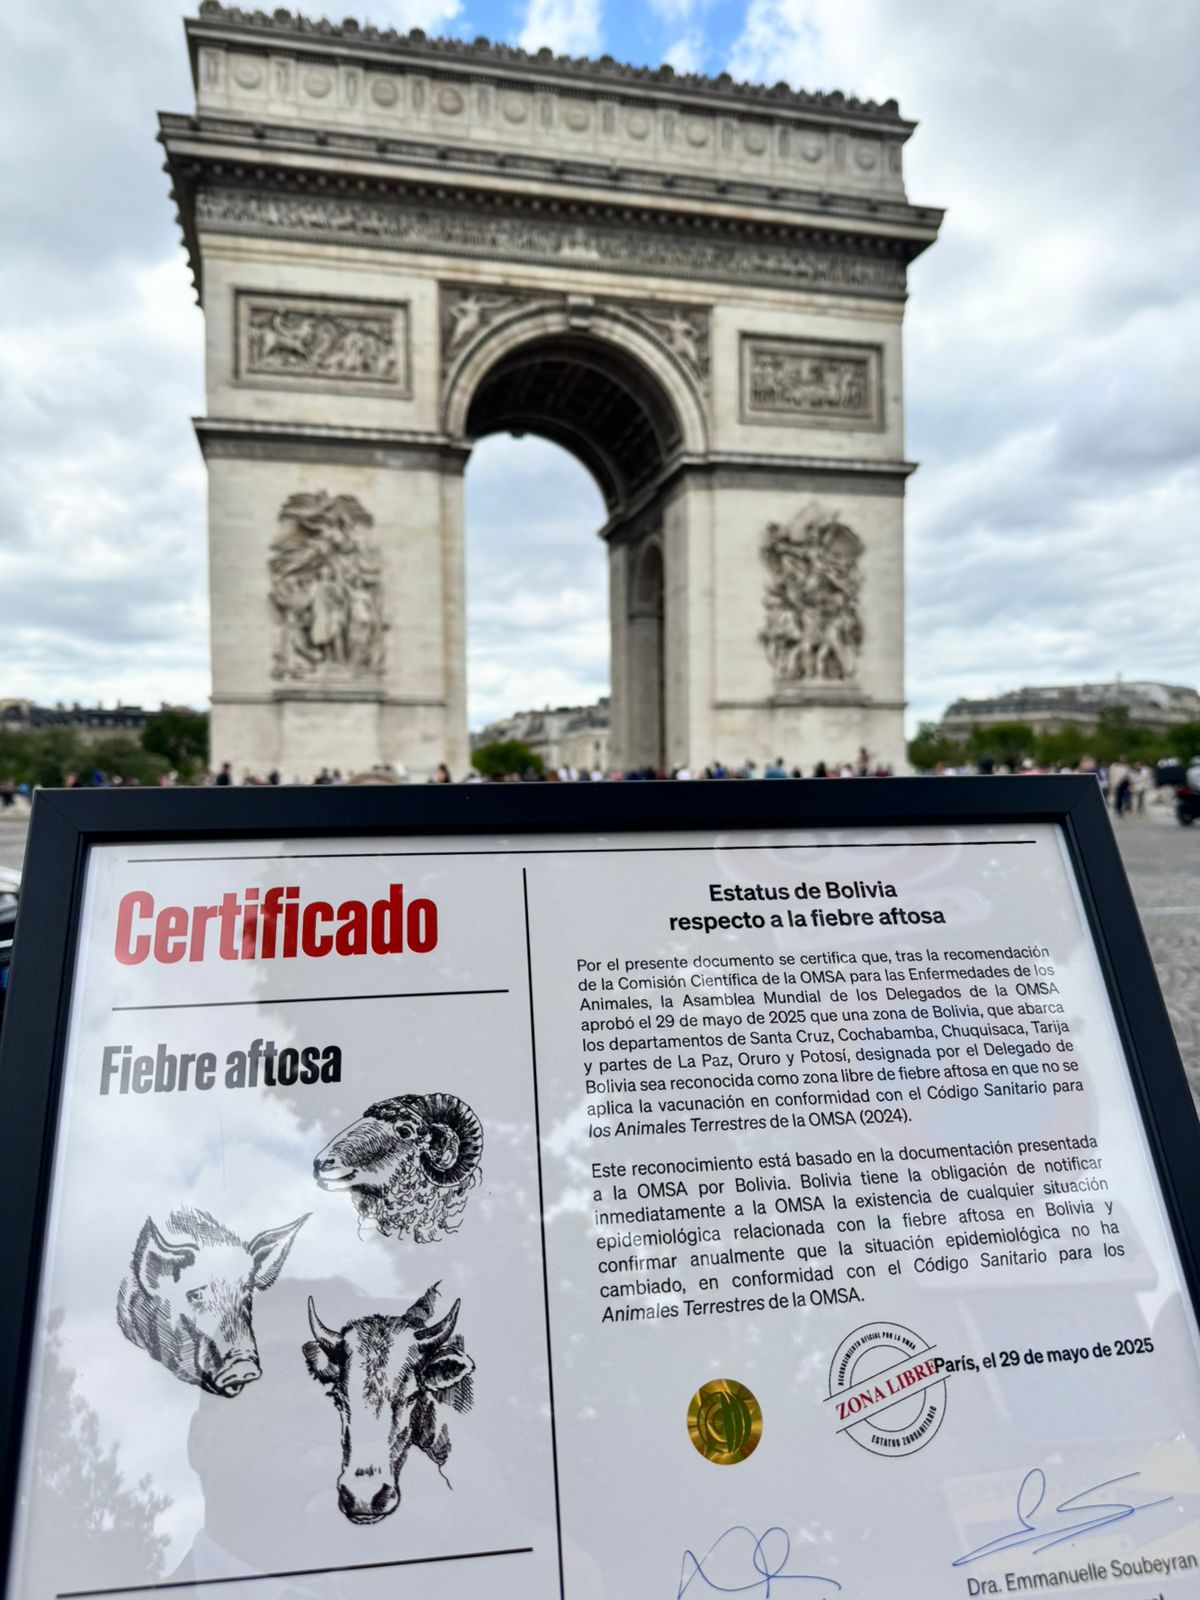 Certificado
Fiebre aftosa
Estatus de Bolivia
respecto a la fiebre aftosa
Por el presente documento se certifica que, tras la recomendación
de la Comisión Científica de la OMSA para las Enfermedades de los
Animales, la Asamblea Mundial de los Delegados de la OMSA
aprobó el 29 de mayo de 2025 que una zona de Bolivia, que abarca
los departamentos de Santa Cruz, Cochabamba, Chuquisaca, Tarija
y partes de La Paz, Oruro y Potosí, designada por el Delegado de
Bolivia sea reconocida como zona libre de fiebre aftosa en que no se
aplica la vacunación en conformidad con el Código Sanitario para
los Animales Terrestres de la OMSA (2024).
Este reconocimiento está basado en la documentación presentada
a la OMSA por Bolivia. Bolivia tiene la obligación de notificar
inmediatamente a la OMSA la existencia de cualquier situación
epidemiológica relacionada con la fiebre aftosa en Bolivia y
confirmar anualmente que la situación epidemiológica no ha
cambiado, en conformidad con el Código Sanitario para los
Animales Terrestres de la OMSA.
RECONOCIMIENTO OFICIAL POR LA OMSA
ZONA LIBRE
ESTATUS ZOOSANITARIO
París, el 29 de mayo de 2025
Dra. Emmanuelle Soubeyran